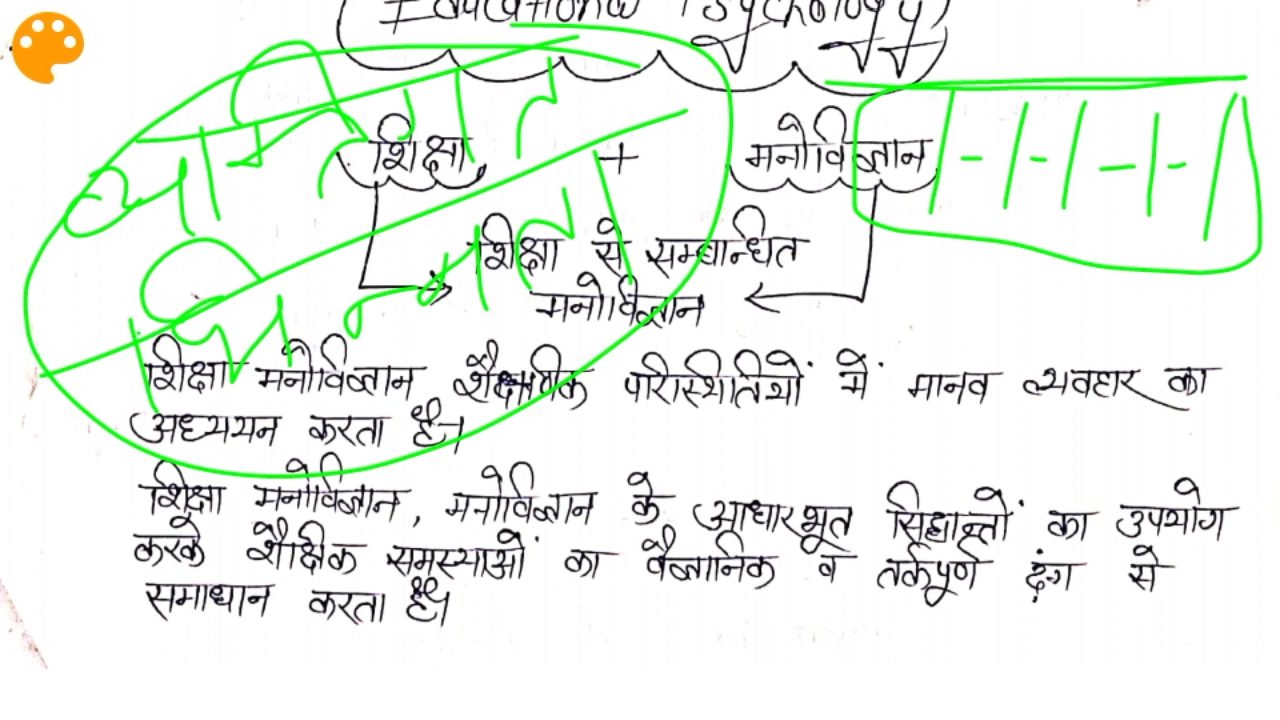 Educational Psychology
शिक्षा + मनोविज्ञान
शिक्षा से सम्बन्धित
मनोविज्ञान
शिक्षा मनोविज्ञान शैक्षणिक परिस्थितियों में मानव व्यवहार का
अध्ययन करता है।
शिक्षा मनोविज्ञान, मनोविज्ञान के आधारभूत सिद्धान्तों का उपयोग
करके शैक्षिक समस्याओं का वैज्ञानिक व तर्कपूर्ण ढ़ंग से
समाधान करता है।